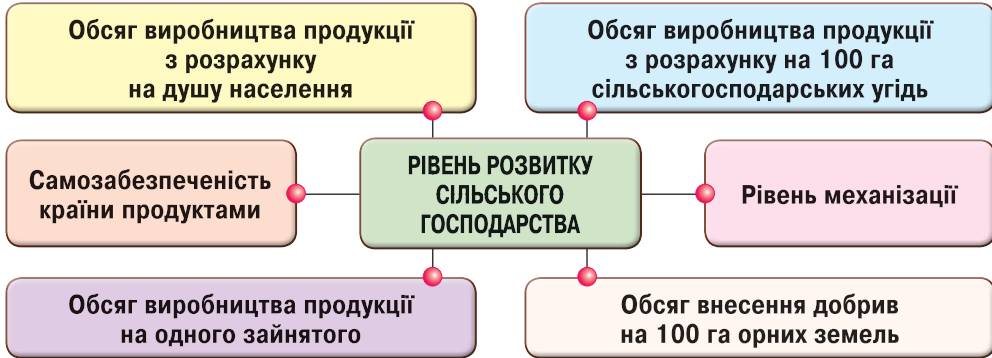 Обсяг виробництва продукції
з розрахунку
на душу населення
Обсяг виробництва продукції
з розрахунку на 100 га
сільськогосподарських угідь
Самозабезпеченість
країни продуктами
РІВЕНЬ РОЗВИТКУ
СІЛЬСЬКОГО
ГОСПОДАРСТВА
Рівень механізації
Обсяг виробництва продукції
на одного зайнятого
Обсяг внесення добрив
на 100 га орних земель